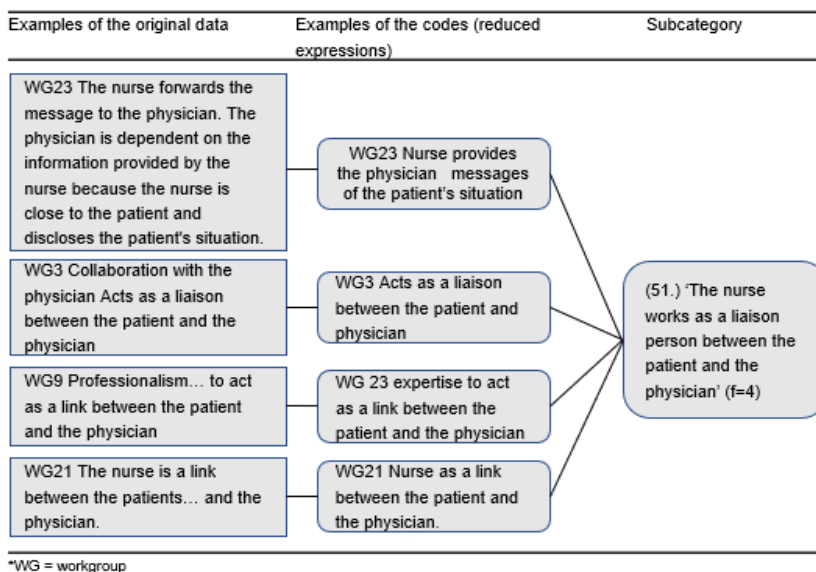 Examples of the original data
Examples of the codes (reduced
expressions)
Subcategory
WG23 The nurse forwards the
message to the physician. The
physician is dependent on the
information provided by the
nurse because the nurse is
close to the patient and
discloses the patient's situation.
WG23 Nurse provides
the physician messages
of the patient's situation
WG3 Collaboration with the
physician Acts as a liaison
between the patient and the
physician
WG3 Acts as a liaison
between the patient and
physician
WG9 Professionalism… to act
as a link between the patient
and the physician
WG 23 expertise to act
as a link between the
patient and the physician
WG21 The nurse is a link
between the patients… and the
physician.
WG21 Nurse as a link
between the patient and
the physician.
(51.) ‘The nurse
works as a liaison
person between the
patient and the
physician’ (f=4)
*WG = workgroup